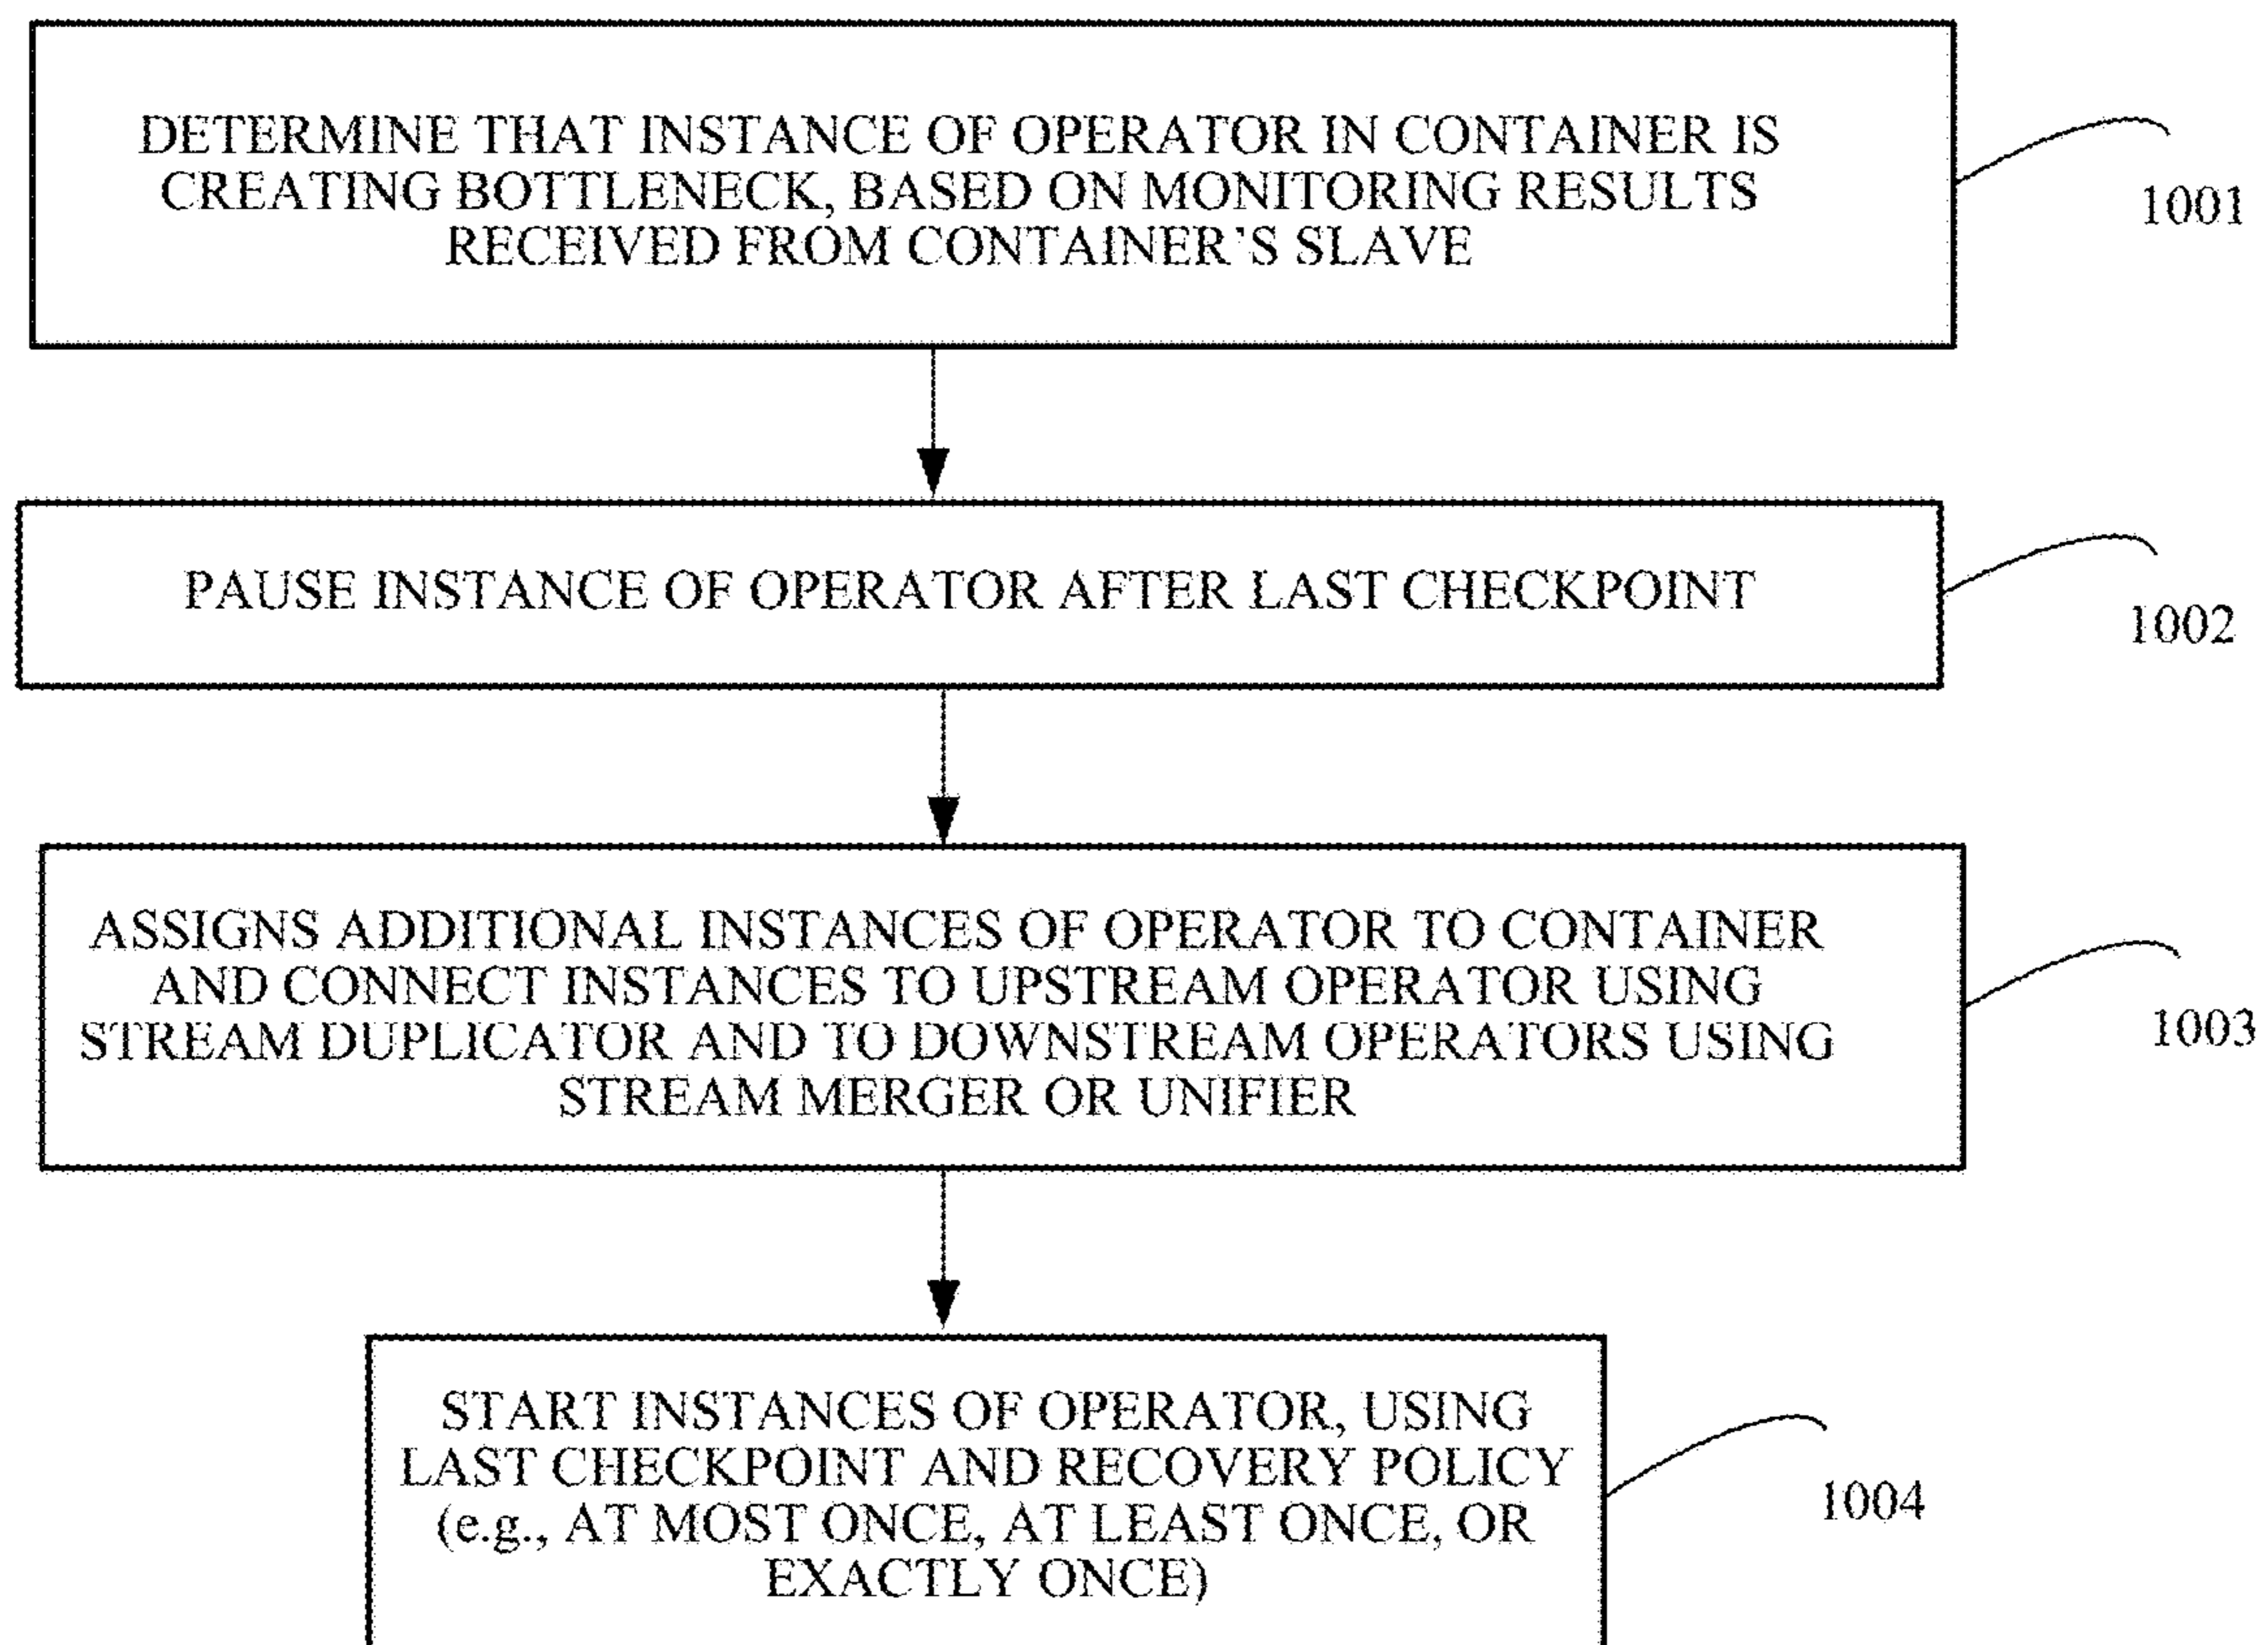 DETERMINE THAT INSTANCE OF OPERATOR IN CONTAINER IS
CREATING BOTTLENECK, BASED ON MONITORING RESULTS
RECEIVED FROM CONTAINER'S SLAVE
1001
PAUSE INSTANCE OF OPERATOR AFTER LAST CHECKPOINT
1002
ASSIGNS ADDITIONAL INSTANCES OF OPERATOR TO CONTAINER
AND CONNECT INSTANCES TO UPSTREAM OPERATOR USING
STREAM DUPLICATOR AND TO DOWNSTREAM OPERATORS USING
STREAM MERGER OR UNIFIER
1003
START INSTANCES OF OPERATOR, USING
LAST CHECKPOINT AND RECOVERY POLICY
(e.g., AT MOST ONCE, AT LEAST ONCE, OR
EXACTLY ONCE)
1004